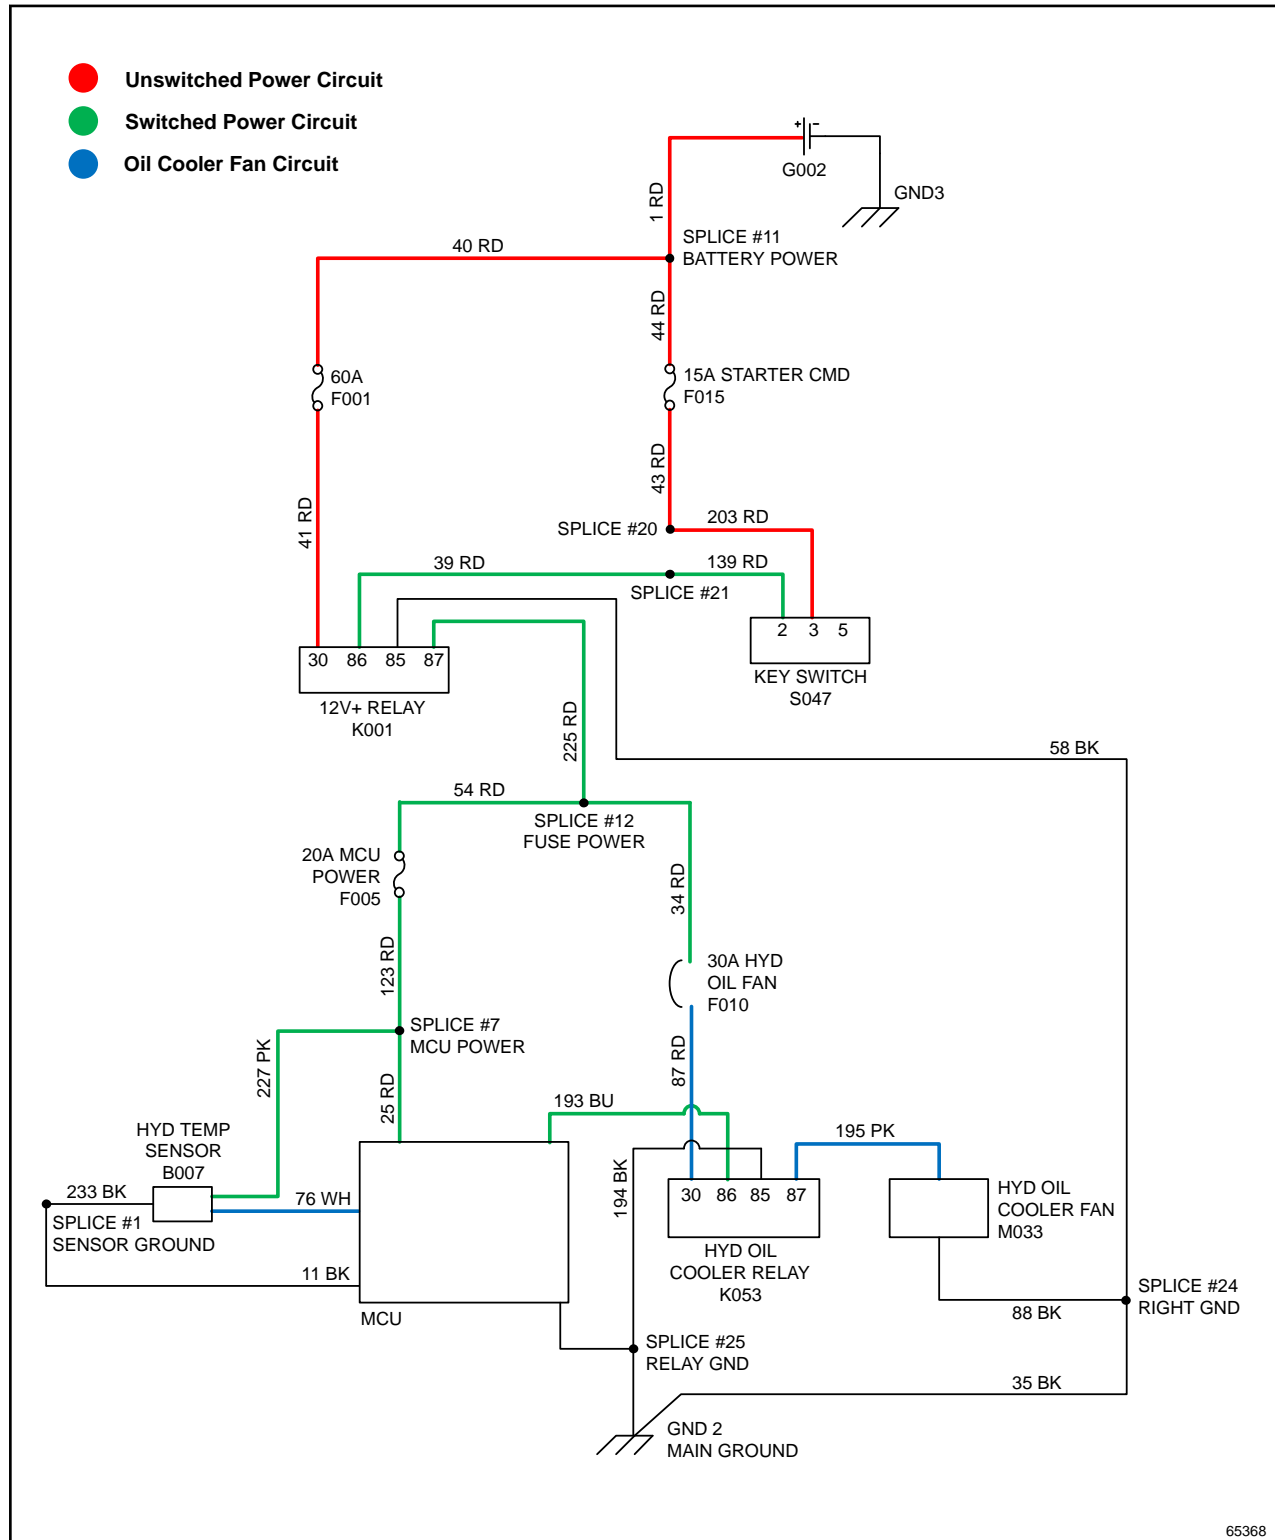 Unswitched Power Circuit
Switched Power Circuit
Oil Cooler Fan Circuit
+ -
G002
GND3
1 RD
SPLICE #11
BATTERY POWER
40 RD
44 RD
60A
F001
15A STARTER CMD
F015
41 RD
43 RD
SPLICE #20
203 RD
39 RD
139 RD
SPLICE #21
2 3 5
KEY SWITCH
S047
30 86 85 87
12V+ RELAY
K001
225 RD
58 BK
54 RD
SPLICE #12
FUSE POWER
20A MCU
POWER
F005
34 RD
123 RD
30A HYD
OIL FAN
F010
SPLICE #7
MCU POWER
227 PK
25 RD
87 RD
193 BU
HYD TEMP
SENSOR
B007
195 PK
233 BK
76 WH
SPLICE #1
SENSOR GROUND
194 BK
30 86 85 87
HYD OIL
COOLER RELAY
K053
HYD OIL
COOLER FAN
M033
11 BK
MCU
SPLICE #24
RIGHT GND
88 BK
SPLICE #25
RELAY GND
35 BK
GND 2
MAIN GROUND
65368